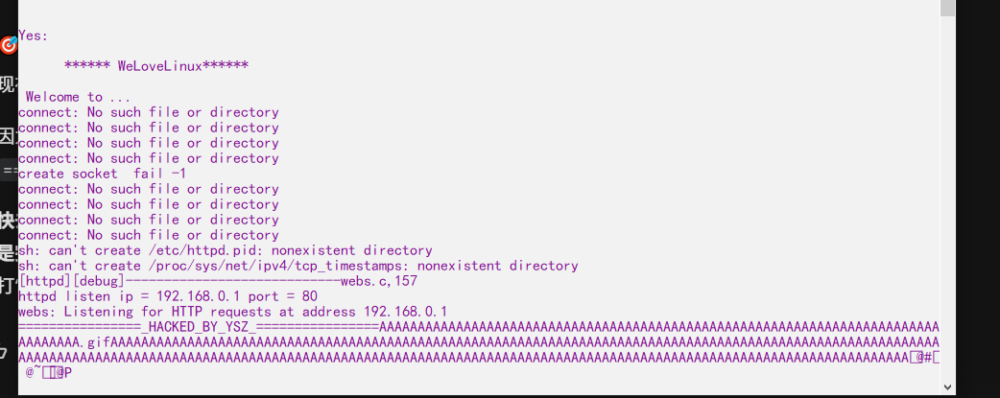 Yes:
****** WeLoveLinux******
Welcome to ...
connect: No such file or directory
connect: No such file or directory
connect: No such file or directory
connect: No such file or directory
create socket  fail -1
connect: No such file or directory
connect: No such file or directory
connect: No such file or directory
connect: No such file or directory
sh: can't create /etc/httpd.pid: nonexistent directory
sh: can't create /proc/sys/net/ipv4/tcp_timestamps: nonexistent directory
[httpd][debug]----------------------------webs.c,157
httpd listen ip = 192.168.0.1 port = 80
webs: Listening for HTTP requests at address 192.168.0.1
================_HACKED_BY_YSZ_================AAAAAAAAAAAAAAAAAAAAAAAAAAAAAAAAAAAAAAAAAAAAAAAAAAAAAAAAAAAAAAAAAAAAAAAAA
AAAAAAAA.gifAAAAAAAAAAAAAAAAAAAAAAAAAAAAAAAAAAAAAAAAAAAAAAAAAAAAAAAAAAAAAAAAAAAAAAAAAAAAAAAAAAAAAAAAAAAAAAAAAAAAAAAAAAAA
AAAAAAAAAAAAAAAAAAAAAAAAAAAAAAAAAAAAAAAAAAAAAAAAAAAAAAAAAAAAAAAAAAAAAAAAAAAAAAAAAAAAAAAAAAAAAAAAAAAAAAAAAAAAAAAAAAAA@#
@~@P